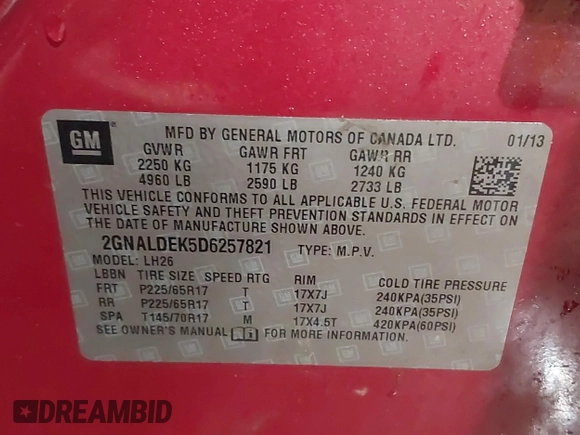 GM
MFD BY GENERAL MOTORS OF CANADA LTD. 01/13
GVWR GAWR FRT GAWR RR
2250 KG 1175 KG 1240 KG
4960 LB 2590 LB 2733 LB
THIS VEHICLE CONFORMS TO ALL APPLICABLE U.S. FEDERAL MOTOR
VEHICLE SAFETY AND THEFT PREVENTION STANDARDS IN EFFECT ON
THE DATE OF MANUFACTURE SHOWN ABOVE.
2GNALDEK5D6257821 TYPE: M.P.V.
MODEL: LH26
LBBN TIRE SIZE SPEED RTG RIM COLD TIRE PRESSURE
FRT P225/65R17 T 17X7J 240KPA(35PSI)
RR P225/65R17 T 17X7J 240KPA(35PSI)
SPA T145/70R17 M 17X4.5T 420KPA(60PSI)
SEE OWNER'S MANUAL FOR MORE INFORMATION.
DREAMBID